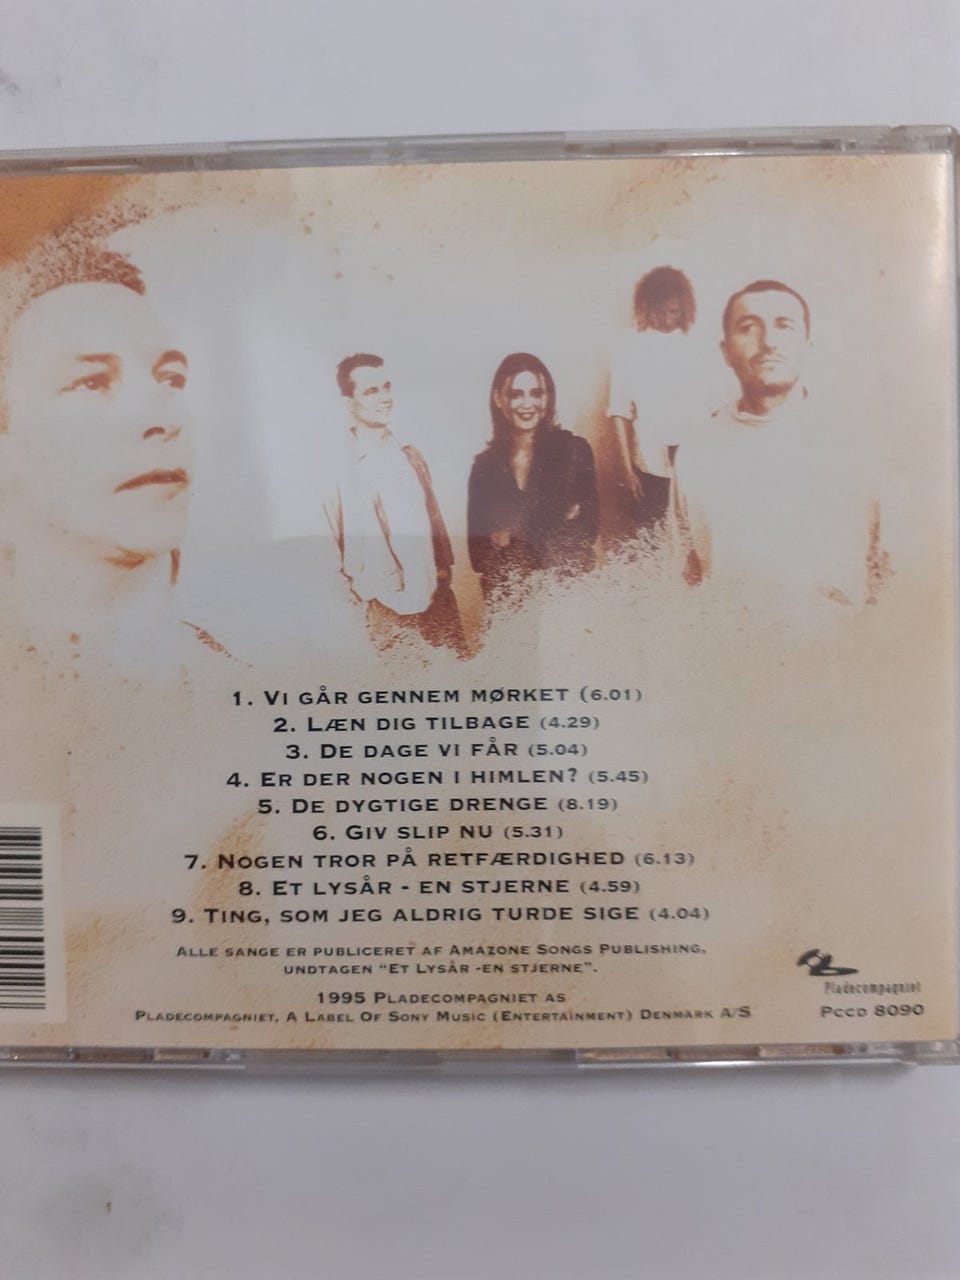 1. Vi går gennem mørket (6.01)
2. Læn dig tilbage (4.29)
3. De dage vi får (5.04)
4. Er der nogen i himlen? (5.45)
5. De dygtige drenge (8.19)
6. Giv slip nu (5.31)
7. Nogen tror på retfærdighed (6.13)
8. Et lysår - en stjerne (4.59)
9. Ting, som jeg aldrig turde sige (4.04)
Alle sange er publiceret af Amazone Songs Publishing.
undtagen "Et Lysår -en stjerne".
1995 Pladecompagniet as
Pladecompagniet, A Label Of Sony Music (Entertainment) Denmark A/S
Pladecompagniet
Pccd 8090